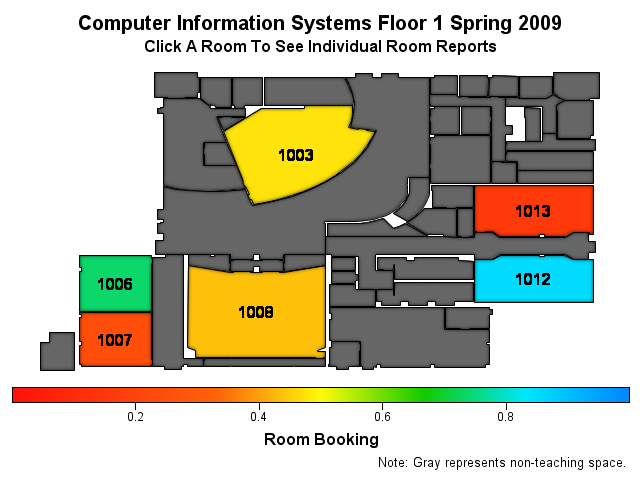 Computer Information Systems Floor 1 Spring 2009
Click A Room To See Individual Room Reports
1003
1013
1006
1012
1008
1007
0.2 0.4 0.6 0.8
Room Booking
Note: Gray represents non-teaching space.